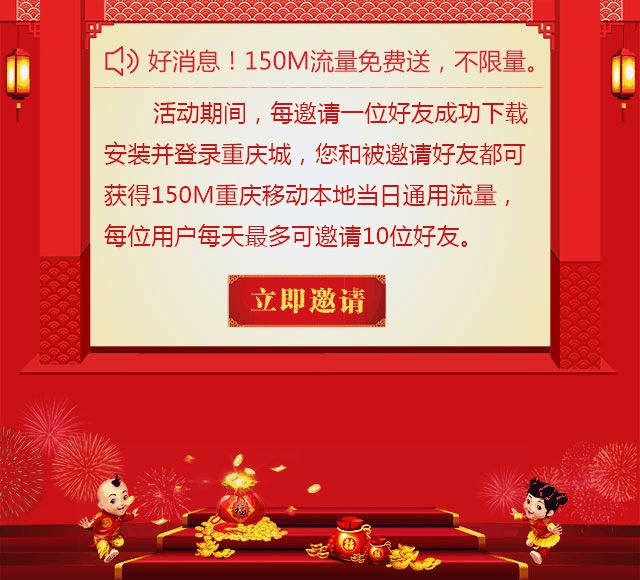 好消息！150M流量免费送，不限量。
活动期间，每邀请一位好友成功下载
安装并登录重庆城，您和被邀请好友都可
获得150M重庆移动本地当日通用流量，
每位用户每天最多可邀请10位好友。
立即邀请
福
福